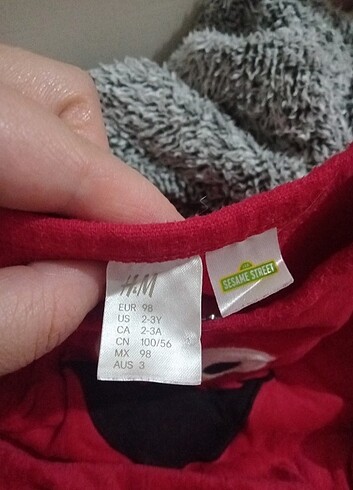 H&M
EUR 98
US 2-3Y
CA 2-3A
CN 100/56
MX 98
AUS 3
SESAME STREET